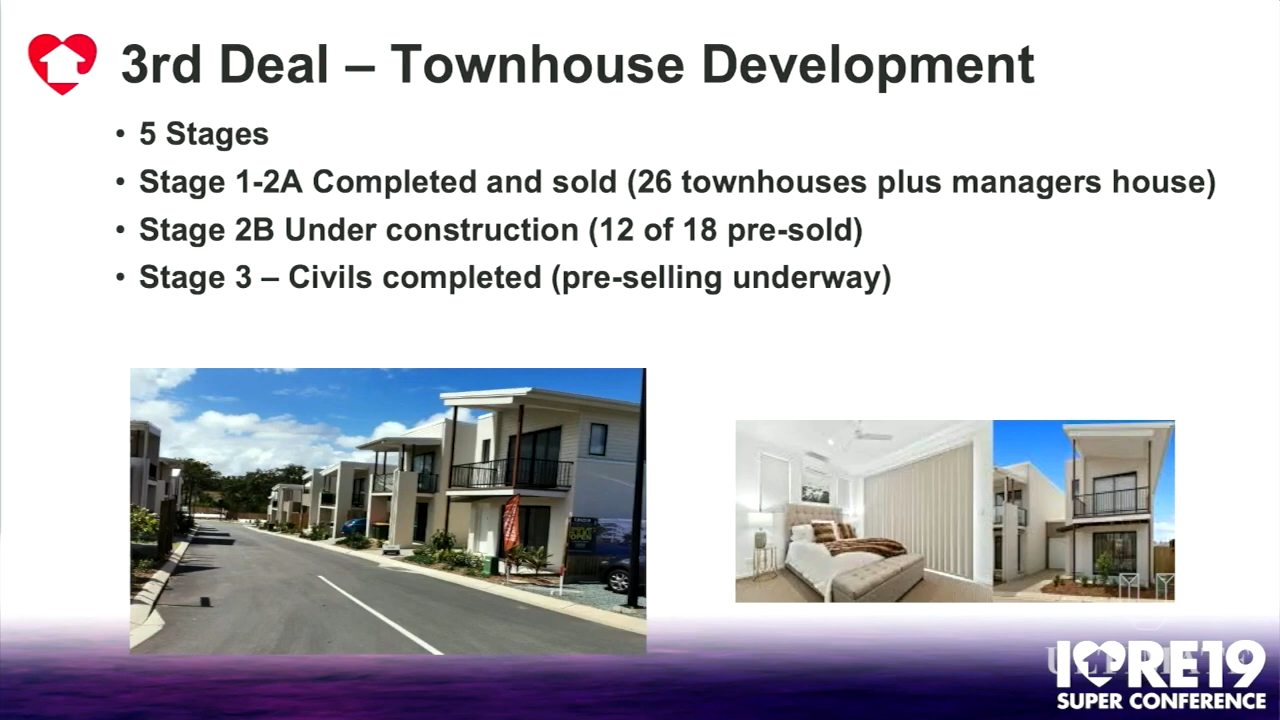 3rd Deal – Townhouse Development
• 5 Stages
• Stage 1-2A Completed and sold (26 townhouses plus managers house)
• Stage 2B Under construction (12 of 18 pre-sold)
• Stage 3 – Civils completed (pre-selling underway)
OPEN
I♥RE19
SUPER CONFERENCE